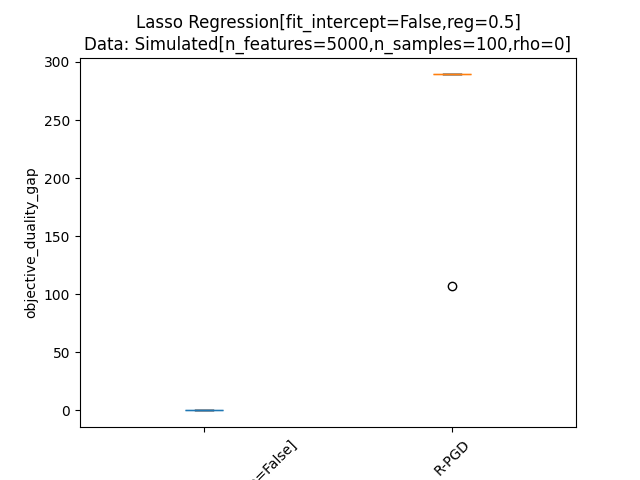 Lasso Regression[fit_intercept=False,reg=0.5]
Data: Simulated[n_features=5000,n_samples=100,rho=0]
300
250
200
150
100
50
0
objective_duality_gap
=False]
R-PGD